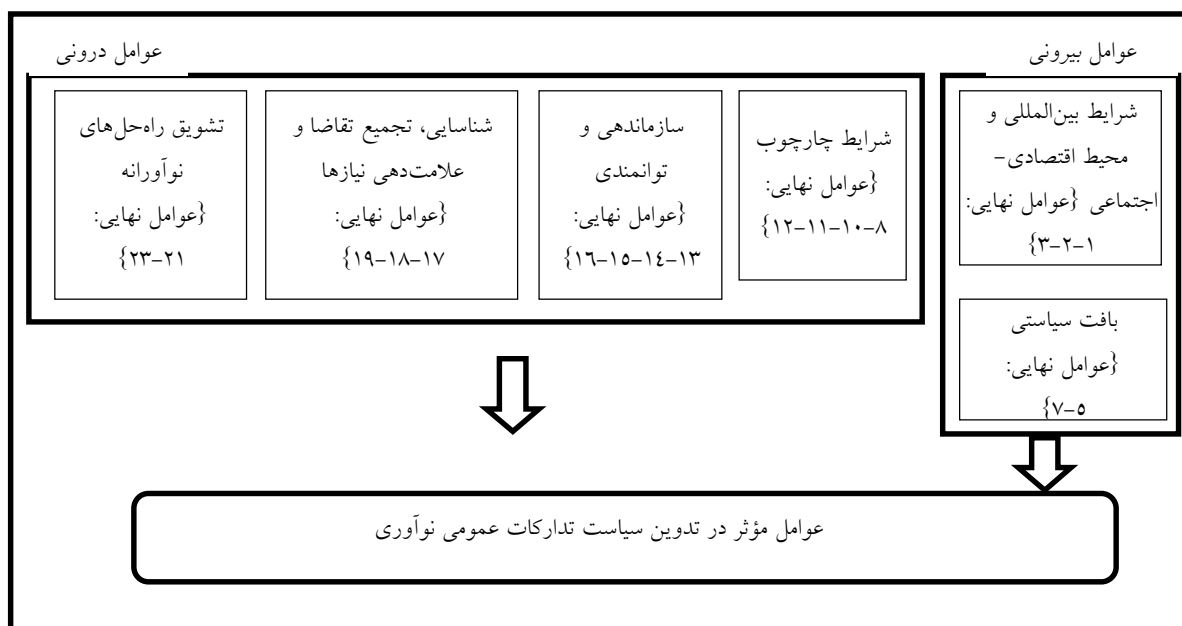 عوامل بیرونی
شرایط بین‌المللی و
محیط اقتصادی-
اجتماعی {عوامل نهایی:
۱-۲-۳}
بافت سیاستی
{عوامل نهایی:
۵-۷}
عوامل درونی
شرایط چارچوب
{عوامل نهایی:
۸-۱۰-۱۱-۱۲}
سازماندهی و
توانمندی
{عوامل نهایی:
۱۳-۱۴-۱۵-۱۶}
شناسایی، تجمیع تقاضا و
علامت‌دهی نیازها
{عوامل نهایی:
۱۷-۱۸-۱۹}
تشویق راه‌حل‌های
نوآورانه
{عوامل نهایی:
۲۱-۲۳}
عوامل مؤثر در تدوین سیاست تدارکات عمومی نوآوری